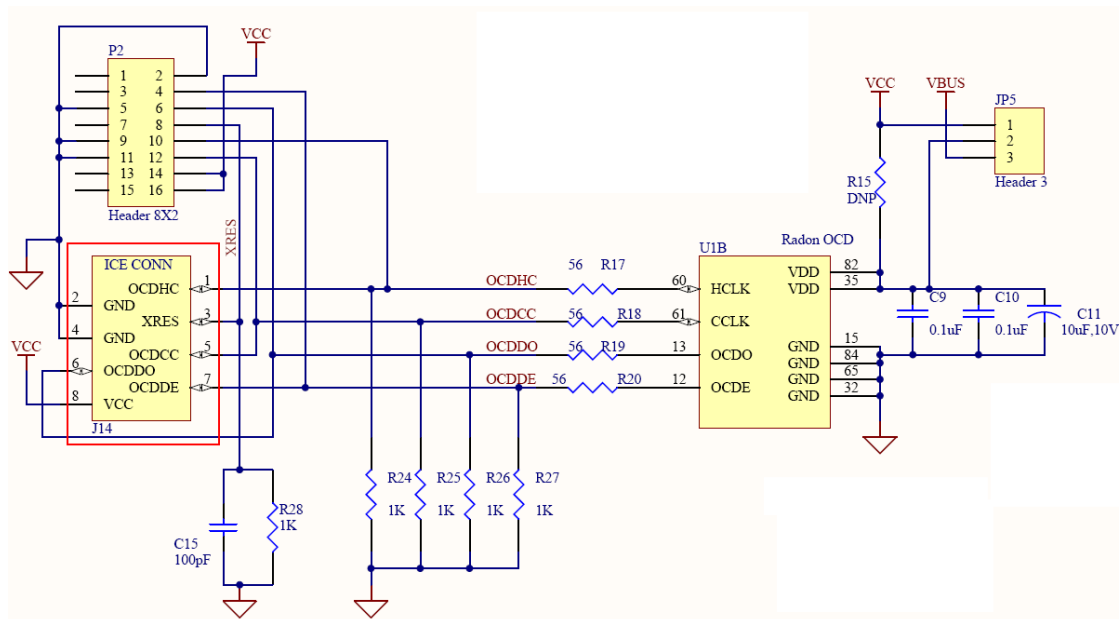 P2
VCC
1 2
3 4
5 6
7 8
9 10
11 12
13 14
15 16
Header 8X2
XRES
VCC VBUS
JP5
1
2
3
Header 3
R15
DNP
ICE CONN
OCDHC 1
2 GND
XRES 3
4 GND
OCDCC 5
VCC
6 OCDDO
OCDDE 7
8 VCC
J14
OCDHC 56 R17 60
OCDCC 56 R18 61
OCDDO 56 R19 13
OCDDE 56 R20 12
U1B Radon OCD
VDD 82
HCLK VDD 35
CCLK
OCDO GND 15
GND 84
OCDE GND 65
GND 32
C9
0.1uF
C10
0.1uF
C11
10uF,10V
R24
1K
R25
1K
R26
1K
R27
1K
R28
1K
C15
100pF